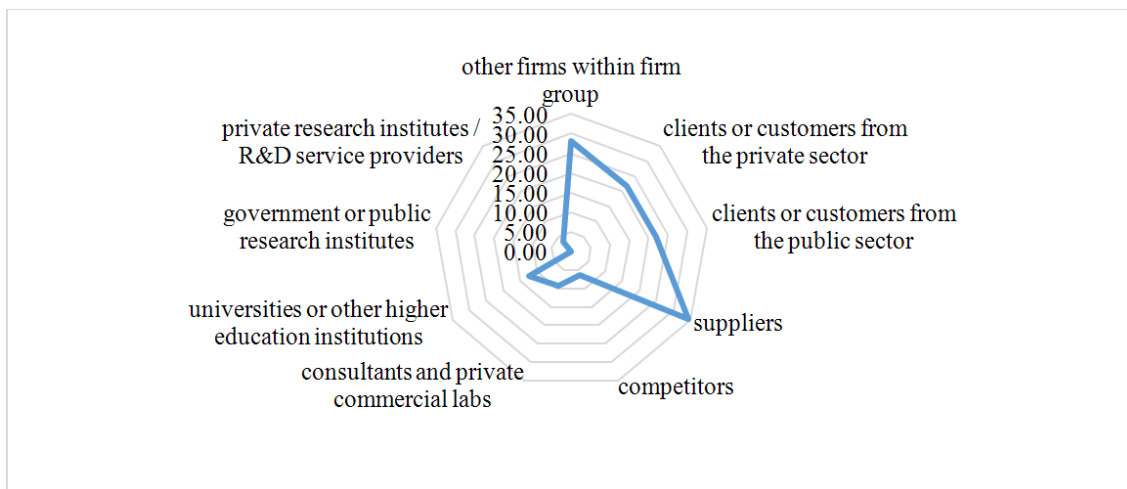 other firms within firm
group
35.00
30.00
25.00
20.00
15.00
10.00
5.00
0.00
clients or customers from
the private sector
clients or customers from
the public sector
suppliers
competitors
consultants and private
commercial labs
universities or other higher
education institutions
government or public
research institutes
private research institutes /
R&D service providers